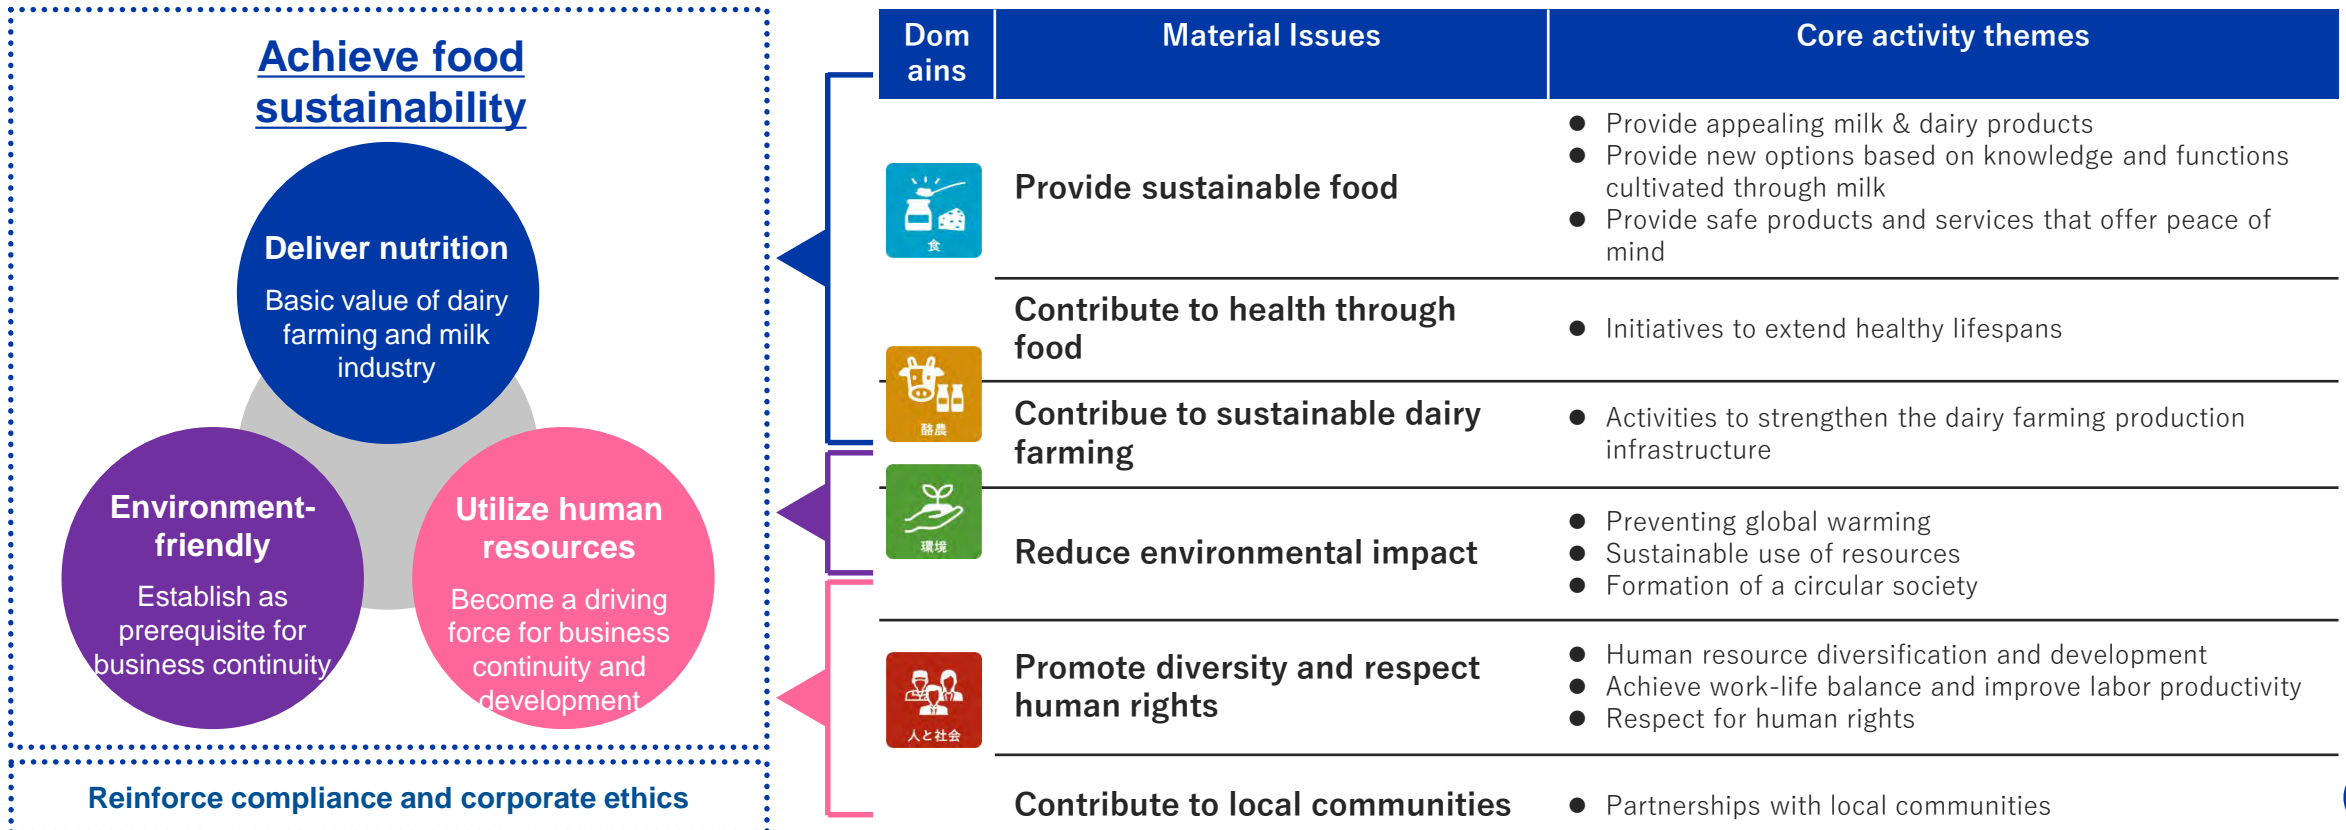 Achieve food
sustainability
Deliver nutrition
Basic value of dairy
farming and milk
industry
Environment-
friendly
Establish as
prerequisite for
business continuity
Utilize human
resources
Become a driving
force for business
continuity and
development
Reinforce compliance and corporate ethics
Dom
ains
Material Issues
Core activity themes
食
Provide sustainable food
● Provide appealing milk & dairy products
● Provide new options based on knowledge and functions
cultivated through milk
● Provide safe products and services that offer peace of
mind
Contribute to health through
food
● Initiatives to extend healthy lifespans
酪農
Contribue to sustainable dairy
farming
● Activities to strengthen the dairy farming production
infrastructure
環境
Reduce environmental impact
● Preventing global warming
● Sustainable use of resources
● Formation of a circular society
人と社会
Promote diversity and respect
human rights
● Human resource diversification and development
● Achieve work-life balance and improve labor productivity
● Respect for human rights
Contribute to local communities
● Partnerships with local communities